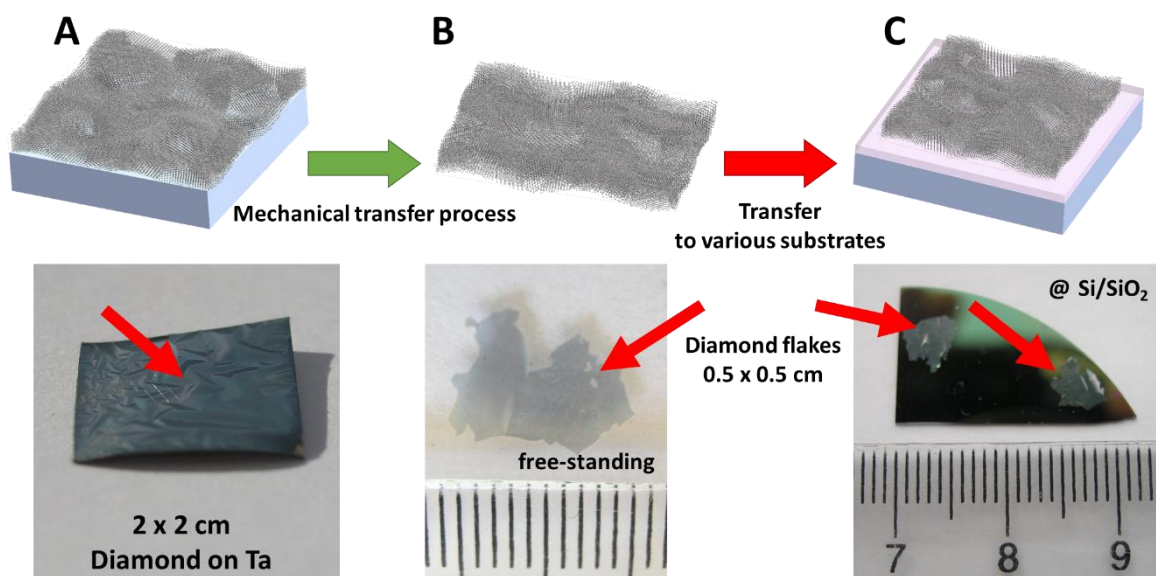 A
B
C
Mechanical transfer process
Transfer
to various substrates
@ Si/SiO₂
Diamond flakes
0.5 x 0.5 cm
free-standing
2 x 2 cm
Diamond on Ta
7 8 9